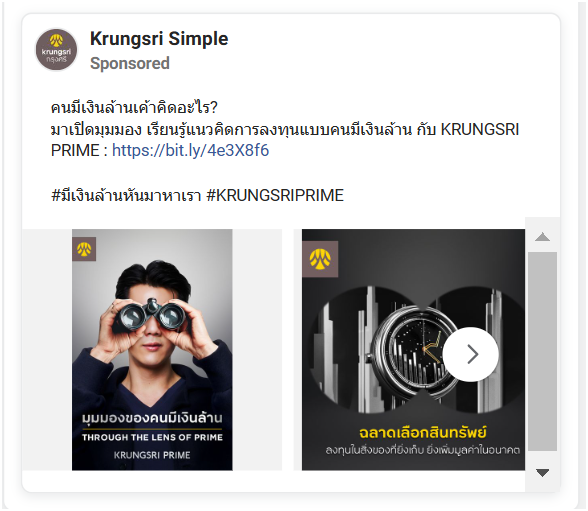 krungsri
กรุงศรี
Krungsri Simple
Sponsored
คนมีเงินล้านเค้าคิดอะไร?
มาเปิดมุมมอง เรียนรู้แนวคิดการลงทุนแบบคนมีเงินล้าน กับ KRUNGSRI
PRIME : https://bit.ly/4e3X8f6
#มีเงินล้านหันมาหาเรา #KRUNGSRIPRIME
มุมมองของคนมีเงินล้าน
THROUGH THE LENS OF PRIME
KRUNGSRI PRIME
ฉลาดเลือกสินทรัพย์
ลงทุนในสิ่งของที่ยิ่งเก็บ ยิ่งเพิ่มมูลค่าในอนาคต